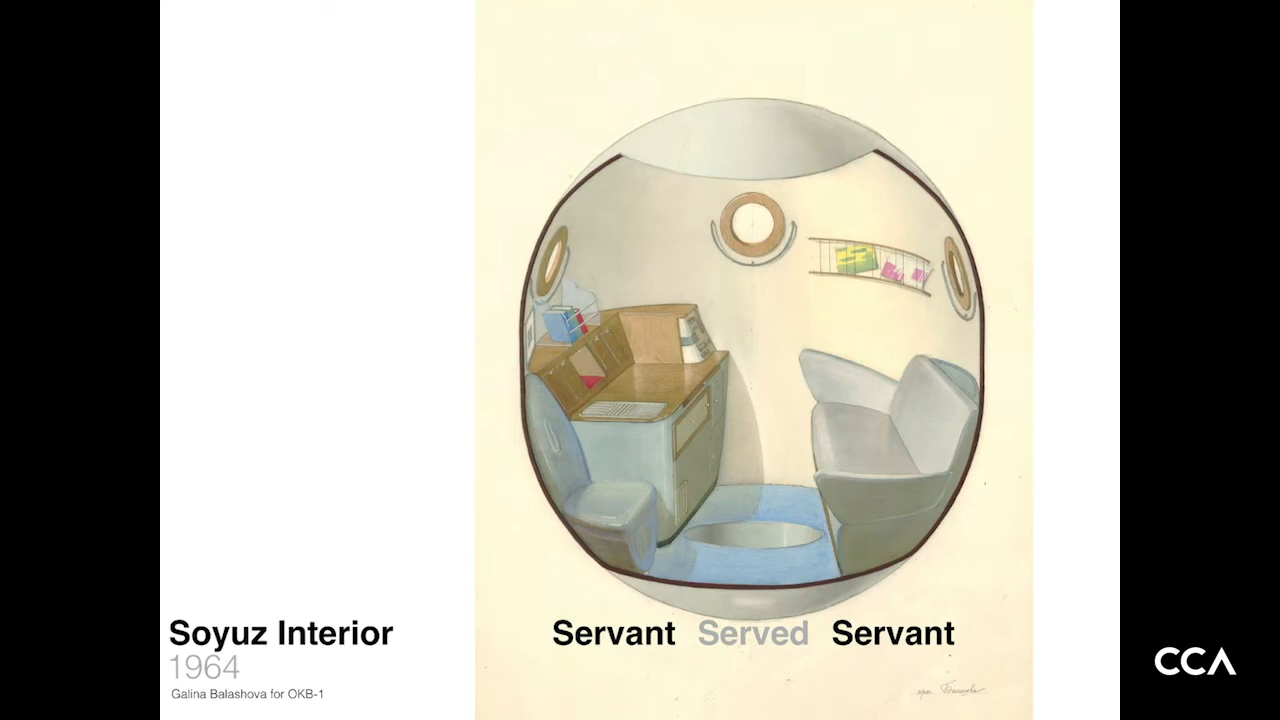 Soyuz Interior
1964
Galina Balashova for OKB-1
Servant Served Servant
CCA